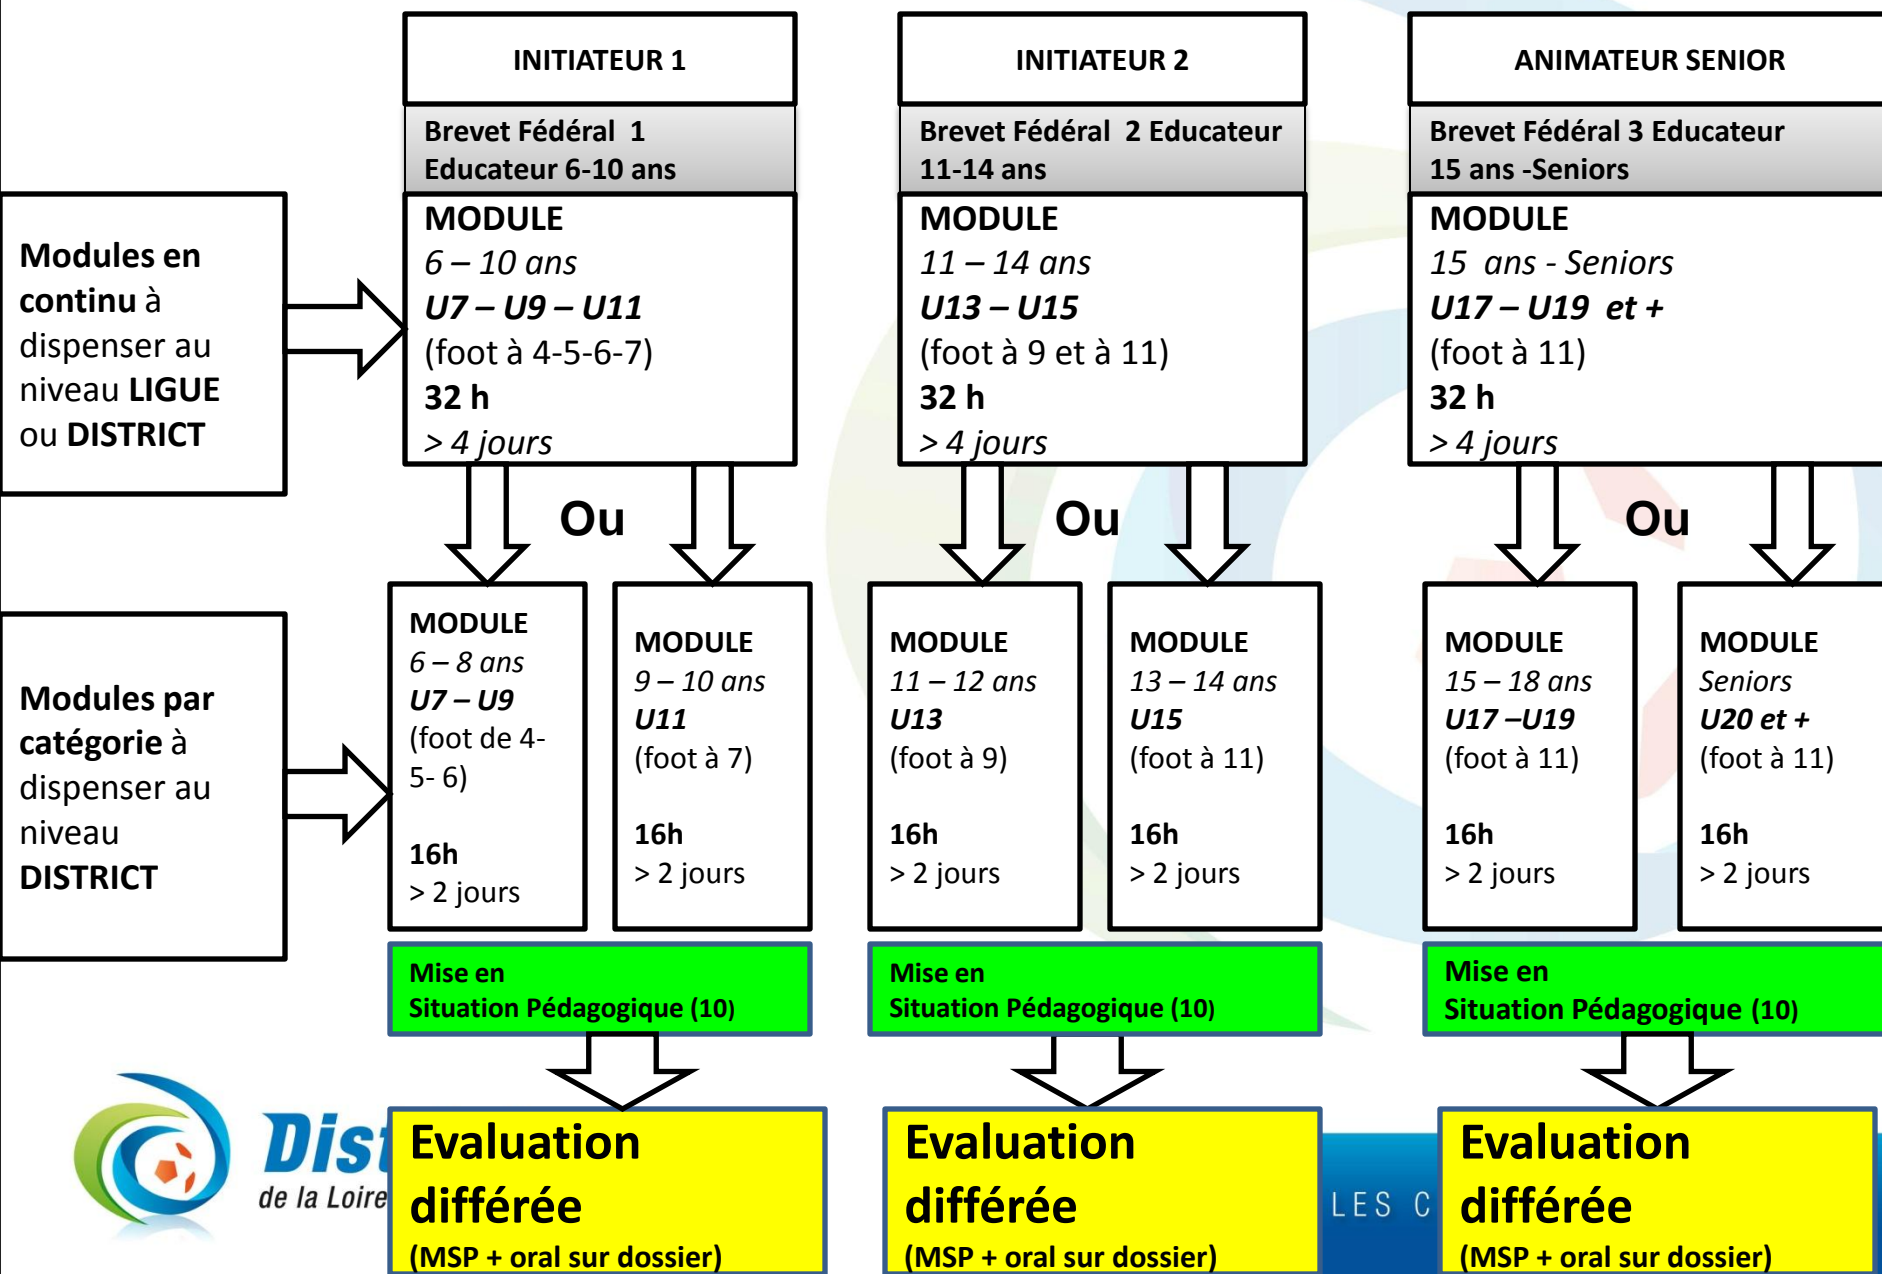 INITIATEUR 1
Brevet Fédéral  1
Educateur 6-10 ans
MODULE
6 – 10 ans
U7 – U9 – U11
(foot à 4-5-6-7)
32 h
> 4 jours
INITIATEUR 2
Brevet Fédéral  2 Educateur
11-14 ans
MODULE
11 – 14 ans
U13 – U15
(foot à 9 et à 11)
32 h
> 4 jours
ANIMATEUR SENIOR
Brevet Fédéral 3 Educateur
15 ans -Seniors
MODULE
15  ans - Seniors
U17 – U19  et +
(foot à 11)
32 h
> 4 jours
Modules en
continu à
dispenser au
niveau LIGUE
ou DISTRICT
Ou
Ou
Ou
Modules par
catégorie à
dispenser au
niveau
DISTRICT
MODULE
6 – 8 ans
U7 – U9
(foot de 4-
5- 6)
16h
> 2 jours
MODULE
9 – 10 ans
U11
(foot à 7)
16h
> 2 jours
MODULE
11 – 12 ans
U13
(foot à 9)
16h
> 2 jours
MODULE
13 – 14 ans
U15
(foot à 11)
16h
> 2 jours
MODULE
15 – 18 ans
U17 –U19
(foot à 11)
16h
> 2 jours
MODULE
Seniors
U20 et +
(foot à 11)
16h
> 2 jours
Mise en
Situation Pédagogique (10)
Mise en
Situation Pédagogique (10)
Mise en
Situation Pédagogique (10)
Evaluation
différée
(MSP + oral sur dossier)
Evaluation
différée
(MSP + oral sur dossier)
Evaluation
différée
(MSP + oral sur dossier)
de la Loire
LES